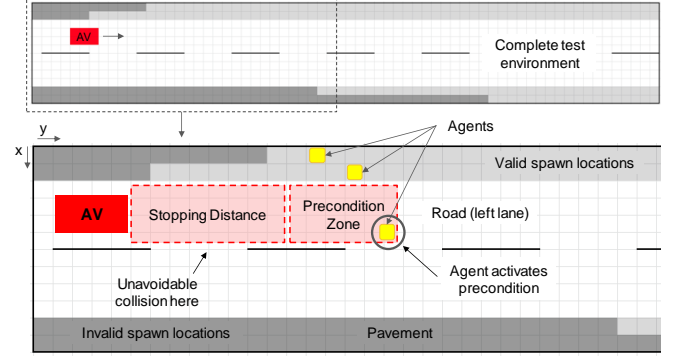 AV
Complete test
environment
y
x
Agents
Valid spawn locations
AV
Stopping Distance
Precondition
Zone
Road (left lane)
Unavoidable
collision here
Agent activates
precondition
Invalid spawn locations
Pavement